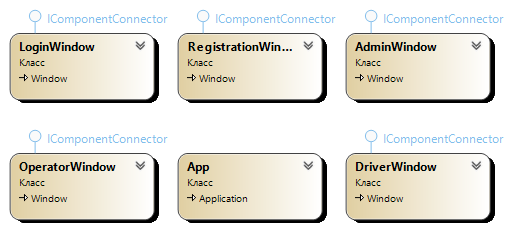 IComponentConnector IComponentConnector IComponentConnector
LoginWindow RegistrationWin... AdminWindow
Класс Класс Класс
Window Window Window
IComponentConnector IComponentConnector
OperatorWindow App DriverWindow
Класс Класс Класс
Window Application Window